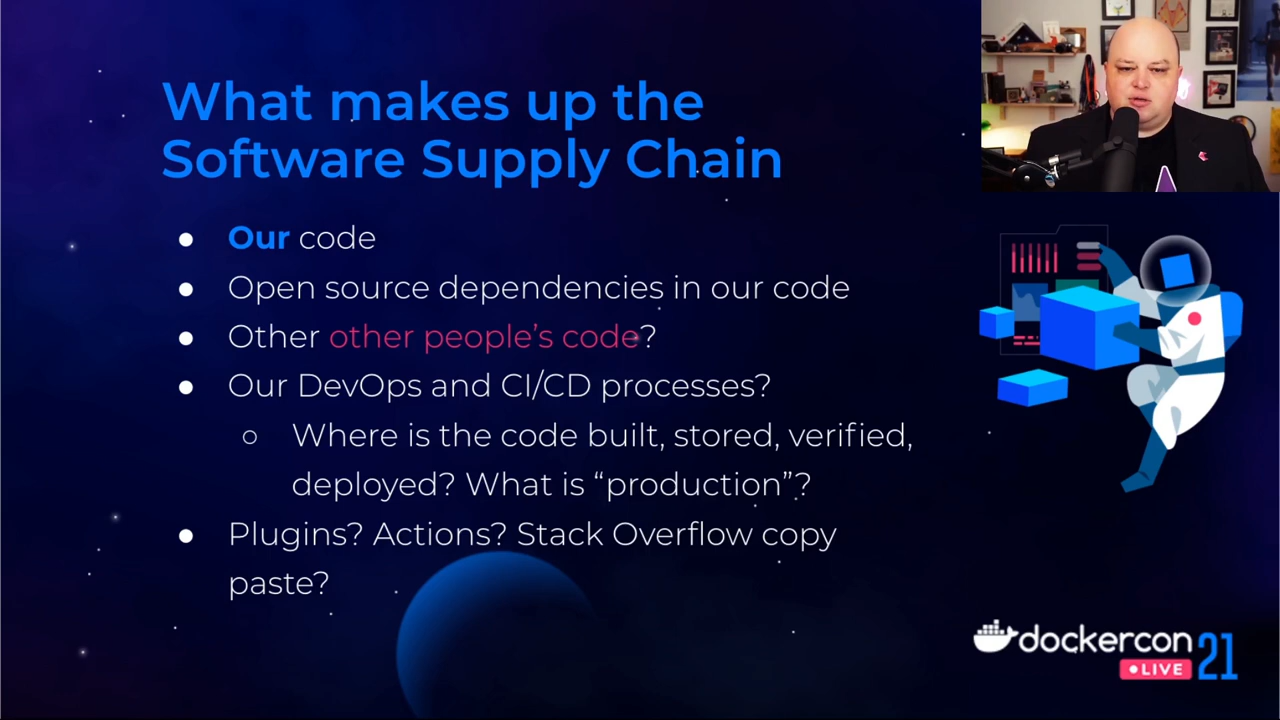 What makes up the
Software Supply Chain
● Our code
● Open source dependencies in our code
● Other other people’s code?
● Our DevOps and CI/CD processes?
○ Where is the code built, stored, verified,
deployed? What is “production”?
● Plugins? Actions? Stack Overflow copy
paste?
dockercon 21
LIVE